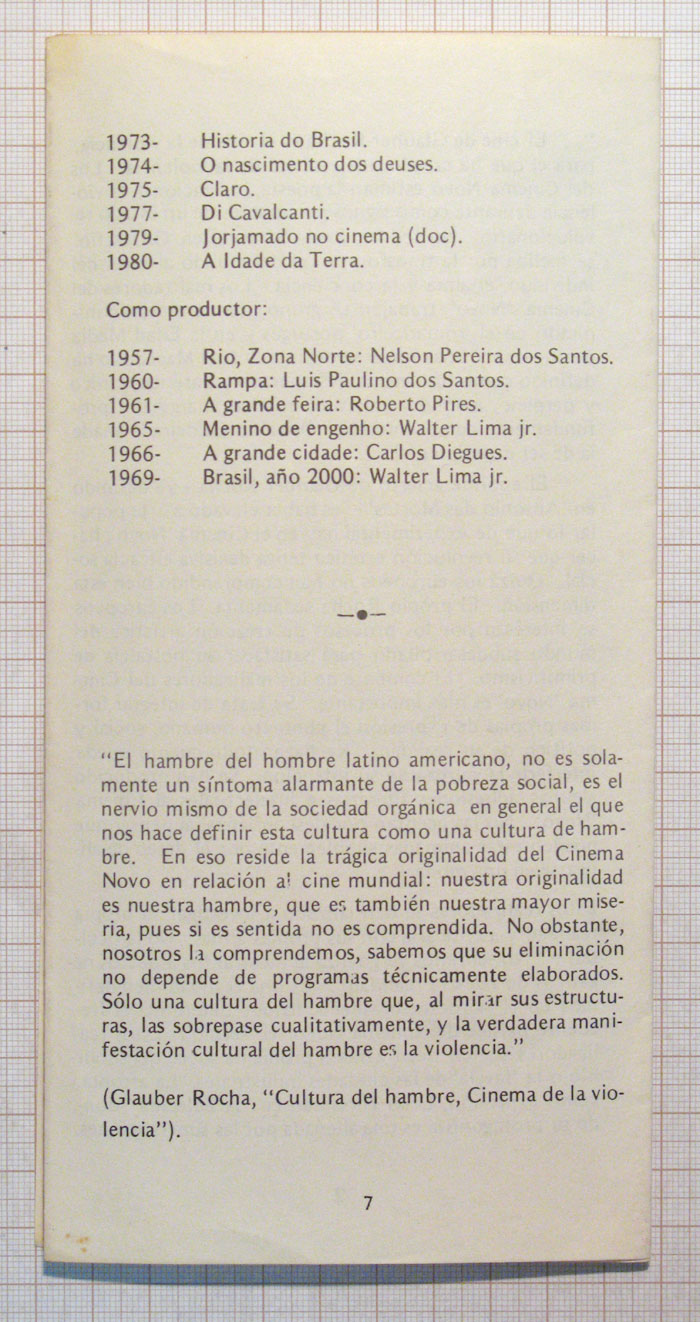 1973- Historia do Brasil.
1974- O nascimento dos deuses.
1975- Claro.
1977- Di Cavalcanti.
1979- Jorjamado no cinema (doc).
1980- A Idade da Terra.
Como productor:
1957- Rio, Zona Norte: Nelson Pereira dos Santos.
1960- Rampa: Luis Paulino dos Santos.
1961- A grande feira: Roberto Pires.
1965- Menino de engenho: Walter Lima jr.
1966- A grande cidade: Carlos Diegues.
1969- Brasil, año 2000: Walter Lima jr.
“El hambre del hombre latino americano, no es sola-
mente un síntoma alarmante de la pobreza social, es el
nervio mismo de la sociedad orgánica en general el que
nos hace definir esta cultura como una cultura de ham-
bre. En eso reside la trágica originalidad del Cinema
Novo en relación al cine mundial: nuestra originalidad
es nuestra hambre, que es también nuestra mayor mise-
ria, pues si es sentida no es comprendida. No obstante,
nosotros la comprendemos, sabemos que su eliminación
no depende de programas técnicamente elaborados.
Sólo una cultura del hambre que, al mirar sus estructu-
ras, las sobrepase cualitativamente, y la verdadera mani-
festación cultural del hambre es la violencia.”
(Glauber Rocha, “Cultura del hambre, Cinema de la vio-
lencia”).
7